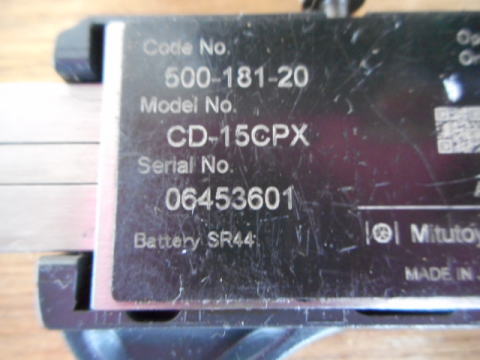 Code No.
500-181-20
Model No.
CD-15CPX
Serial No.
06453601
Battery SR44
Mitutoy
MADE IN